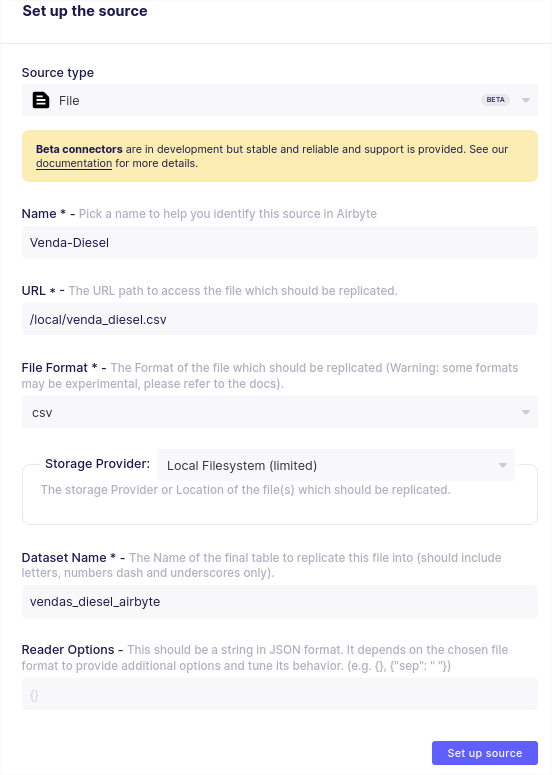 Set up the source
Source type
File
BETA
Beta connectors are in development but stable and reliable and support is provided. See our
documentation for more details.
Name * - Pick a name to help you identify this source in Airbyte
Venda-Diesel
URL * - The URL path to access the file which should be replicated.
/local/venda_diesel.csv
File Format * - The Format of the file which should be replicated (Warning: some formats
may be experimental, please refer to the docs).
csv
Storage Provider: Local Filesystem (limited)
The storage Provider or Location of the file(s) which should be replicated.
Dataset Name * - The Name of the final table to replicate this file into (should include
letters, numbers dash and underscores only).
vendas_diesel_airbyte
Reader Options - This should be a string in JSON format. It depends on the chosen file
format to provide additional options and tune its behavior. (e.g. {}, {"sep": " "})
{}
Set up source